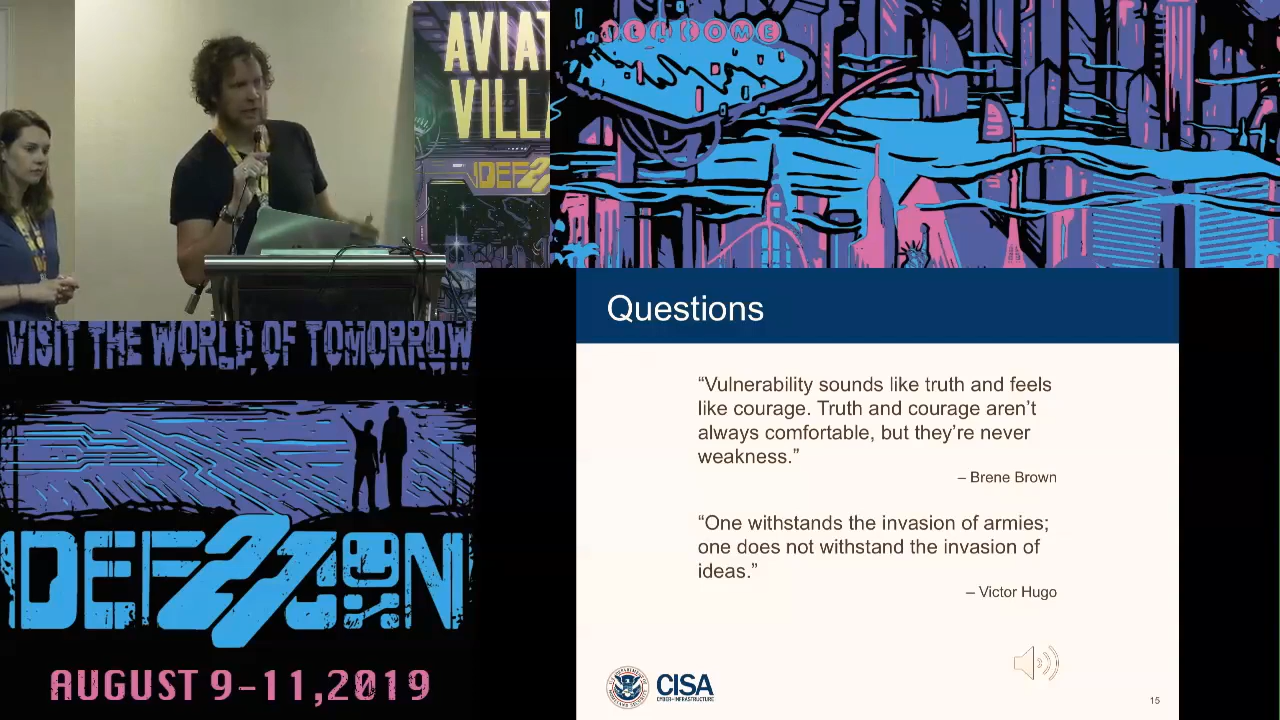 AVIAT
VILL
DEF
WELCOME
VISIT THE WORLD OF TOMORROW
DEF 27 CON
AUGUST 9-11,2019
Questions
“Vulnerability sounds like truth and feels
like courage. Truth and courage aren’t
always comfortable, but they’re never
weakness.”
– Brene Brown
“One withstands the invasion of armies;
one does not withstand the invasion of
ideas.”
– Victor Hugo
CISA
CYBER+INFRASTRUCTURE
15